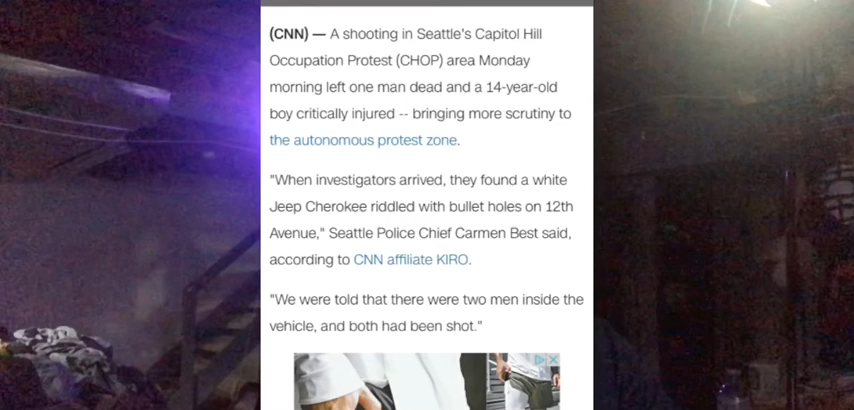 (CNN) — A shooting in Seattle's Capitol Hill
Occupation Protest (CHOP) area Monday
morning left one man dead and a 14-year-old
boy critically injured -- bringing more scrutiny to
the autonomous protest zone.
"When investigators arrived, they found a white
Jeep Cherokee riddled with bullet holes on 12th
Avenue," Seattle Police Chief Carmen Best said,
according to CNN affiliate KIRO.
"We were told that there were two men inside the
vehicle, and both had been shot."